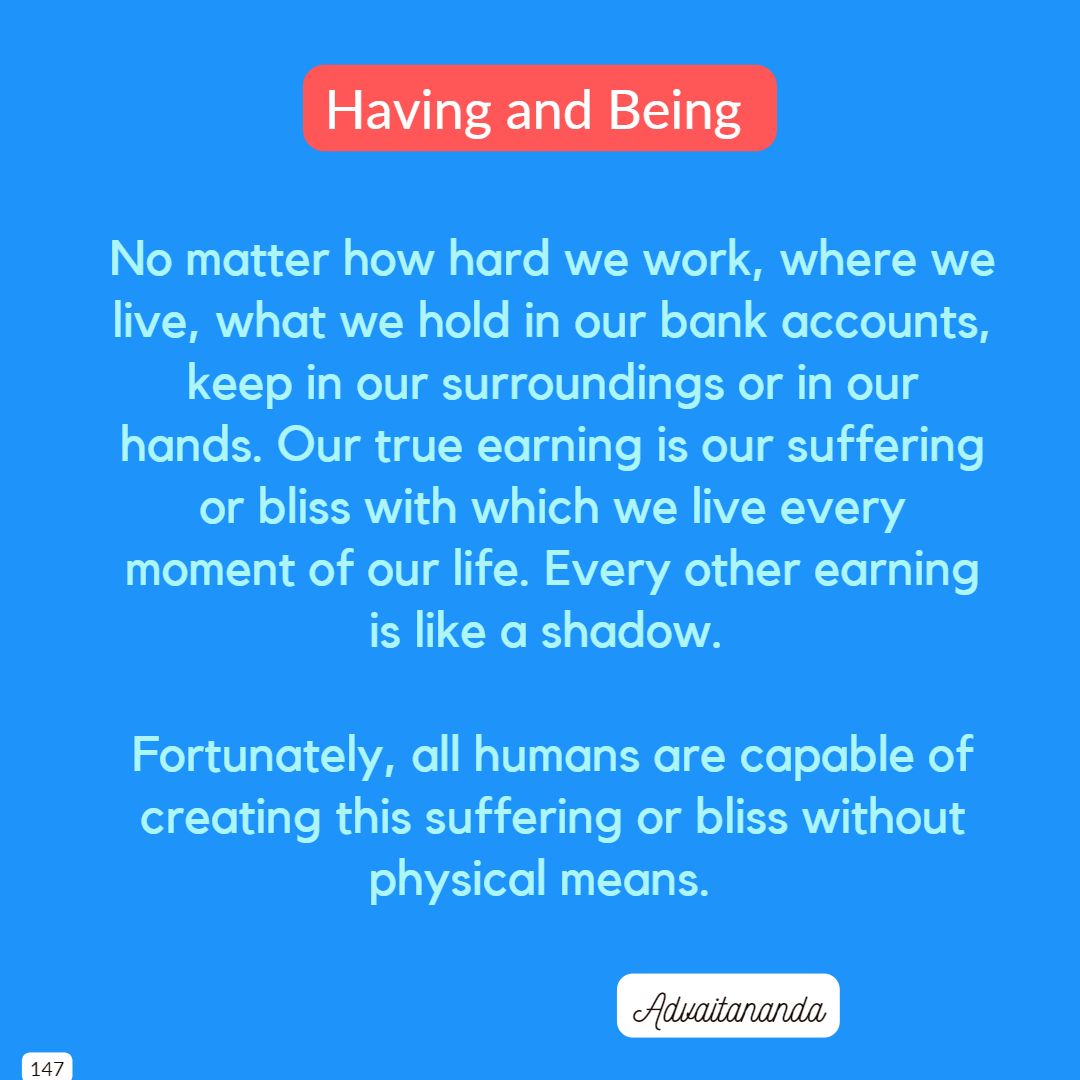 Having and Being
No matter how hard we work, where we
live, what we hold in our bank accounts,
keep in our surroundings or in our
hands. Our true earning is our suffering
or bliss with which we live every
moment of our life. Every other earning
is like a shadow.
Fortunately, all humans are capable of
creating this suffering or bliss without
physical means.
Advaitananda
147